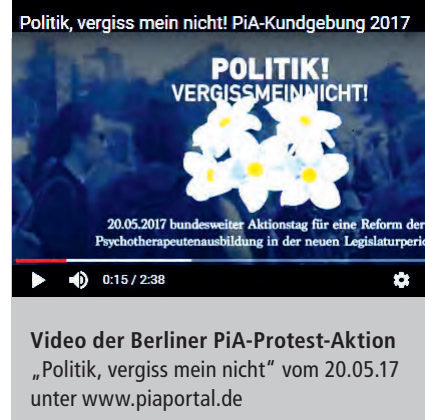 Politik, vergiss mein nicht! PiA-Kundgebung 2017
POLITIK!
VERGISSMEINNICHT!
20.05.2017 bundesweiter Aktionstag für eine Reform der
Psychotherapeutenausbildung in der neuen Legislaturperio
0:15 / 2:38
Video der Berliner PiA-Protest-Aktion
„Politik, vergiss mein nicht“ vom 20.05.17
unter www.piaportal.de